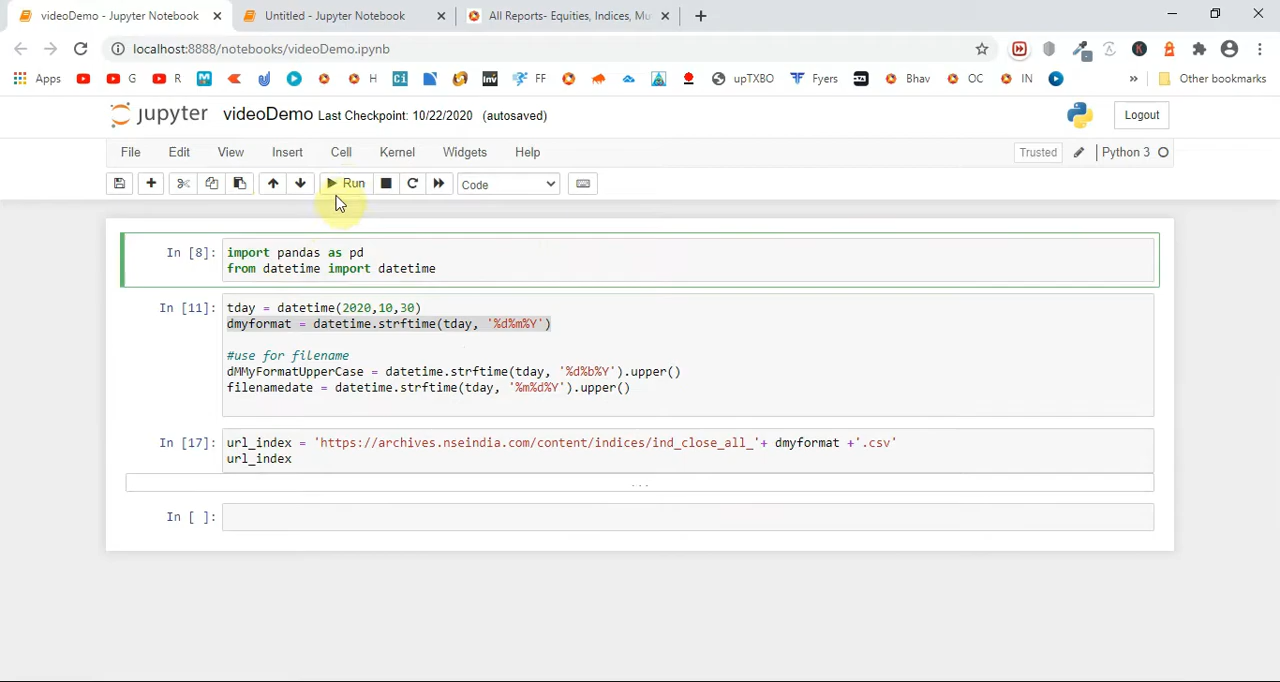 videoDemo - Jupyter Notebook
Untitled - Jupyter Notebook
All Reports- Equities, Indices, Mu
localhost:8888/notebooks/videoDemo.ipynb
Apps G R H Ci Inv FF upTXBO Fyers Bhav OC IN » Other bookmarks
jupyter videoDemo Last Checkpoint: 10/22/2020 (autosaved) Logout
File Edit View Insert Cell Kernel Widgets Help Trusted Python 3
Run Code
In [8]: import pandas as pd
from datetime import datetime
In [11]: tday = datetime(2020,10,30)
dmyformat = datetime.strftime(tday, '%d%m%Y')
#use for filename
dMMyFormatUpperCase = datetime.strftime(tday, '%d%b%Y').upper()
filenamedate = datetime.strftime(tday, '%m%d%Y').upper()
In [17]: url_index = 'https://archives.nseindia.com/content/indices/ind_close_all_'+ dmyformat +'.csv'
url_index
...
In [ ]: